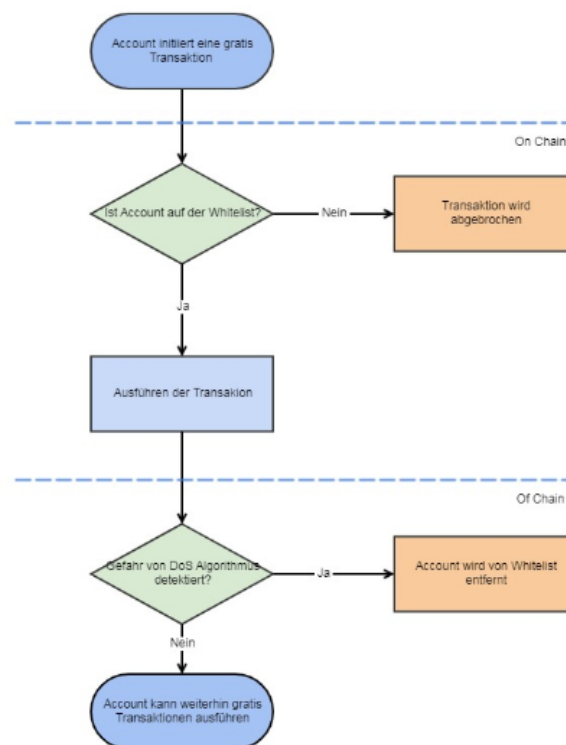 Account initiiert eine gratis
Transaktion
On Chain
Ist Account auf der Whitelist?
Nein
Transaktion wird
abgebrochen
Ja
Ausführen der Transakion
Of Chain
Gefahr von DoS Algorithmus
detektiert?
Ja
Account wird von Whitelist
entfernt
Nein
Account kann weiterhin gratis
Transaktionen ausführen